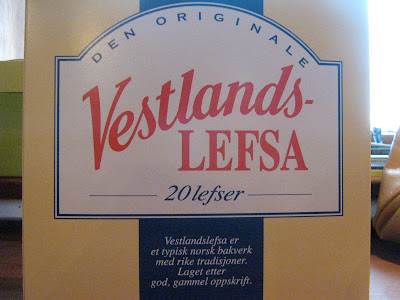 DEN ORIGINALE
Vestlands-
LEFSA
20 lefser
Vestlandslefsa er
et typisk norsk bakverk
med rike tradisjoner.
Laget etter
god, gammel oppskrift.